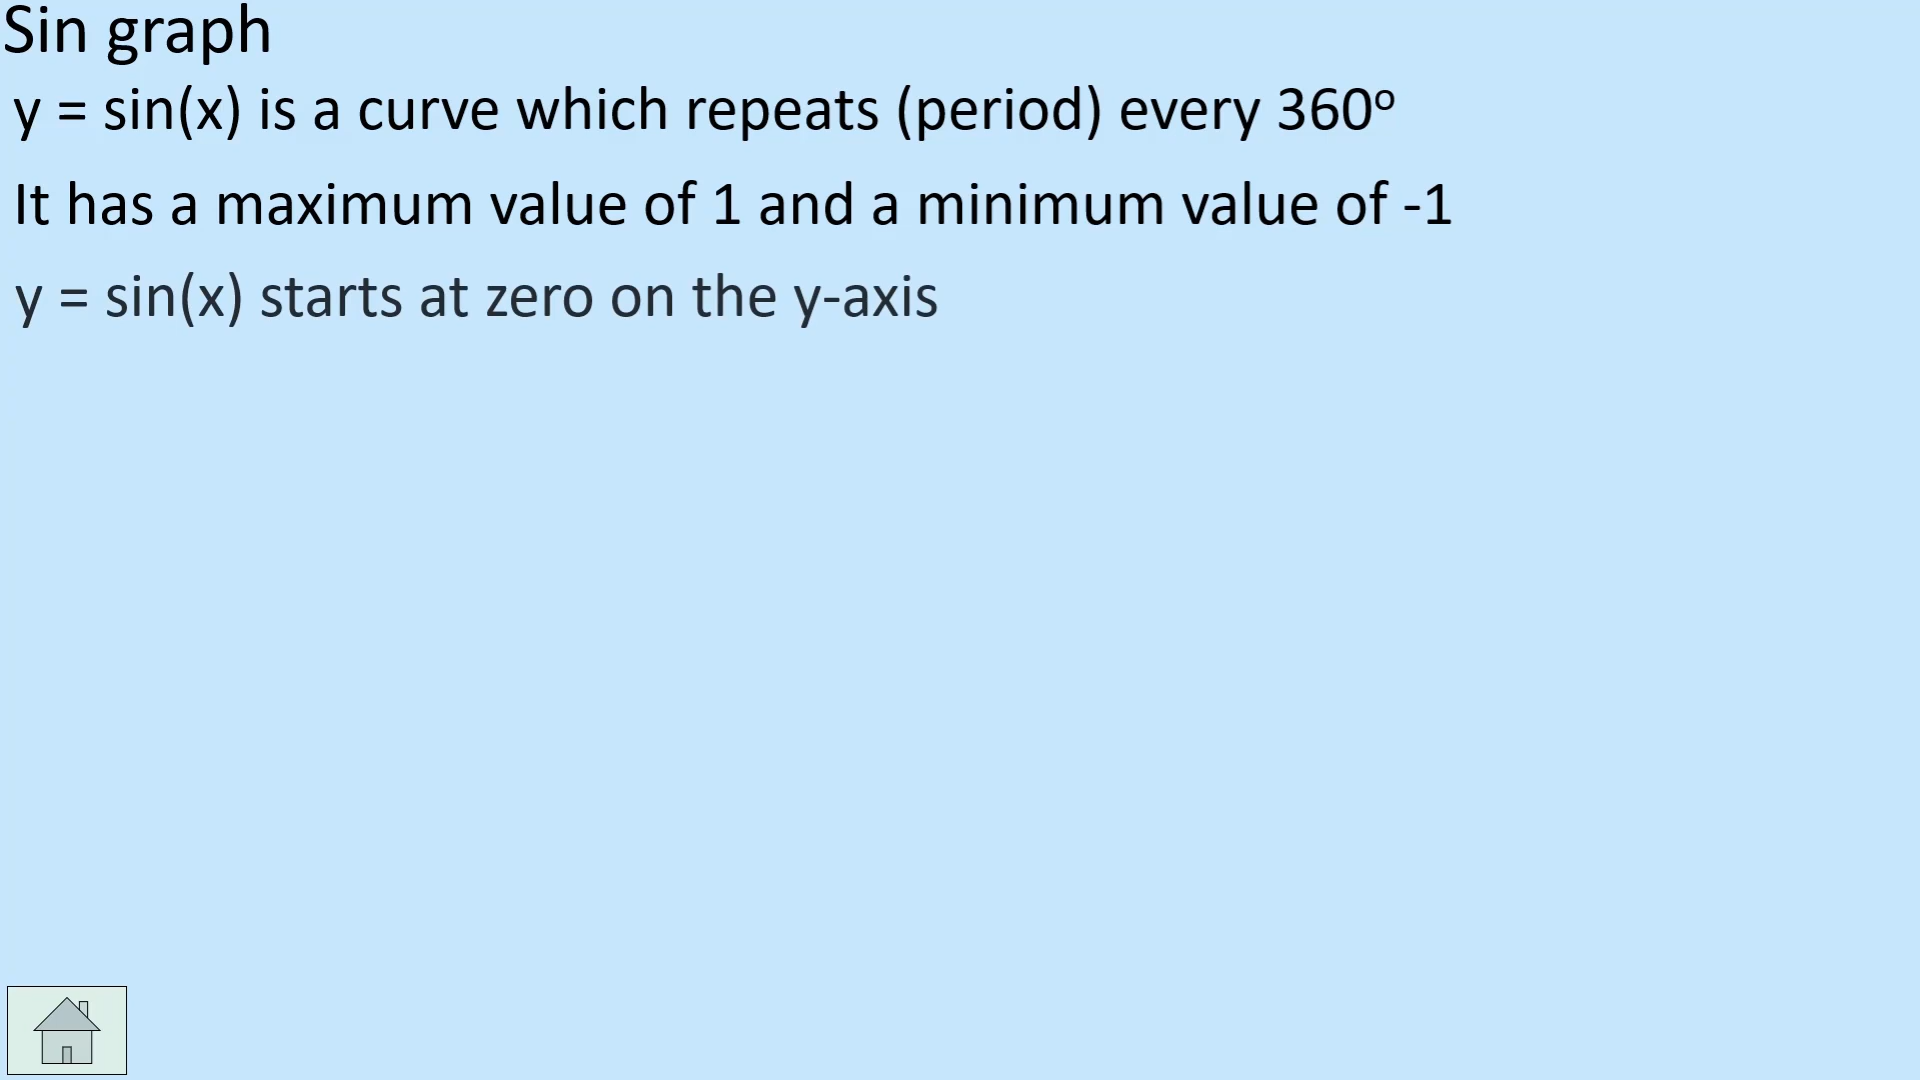 Sin graph
y = sin(x) is a curve which repeats (period) every 360º
It has a maximum value of 1 and a minimum value of -1
y = sin(x) starts at zero on the y-axis